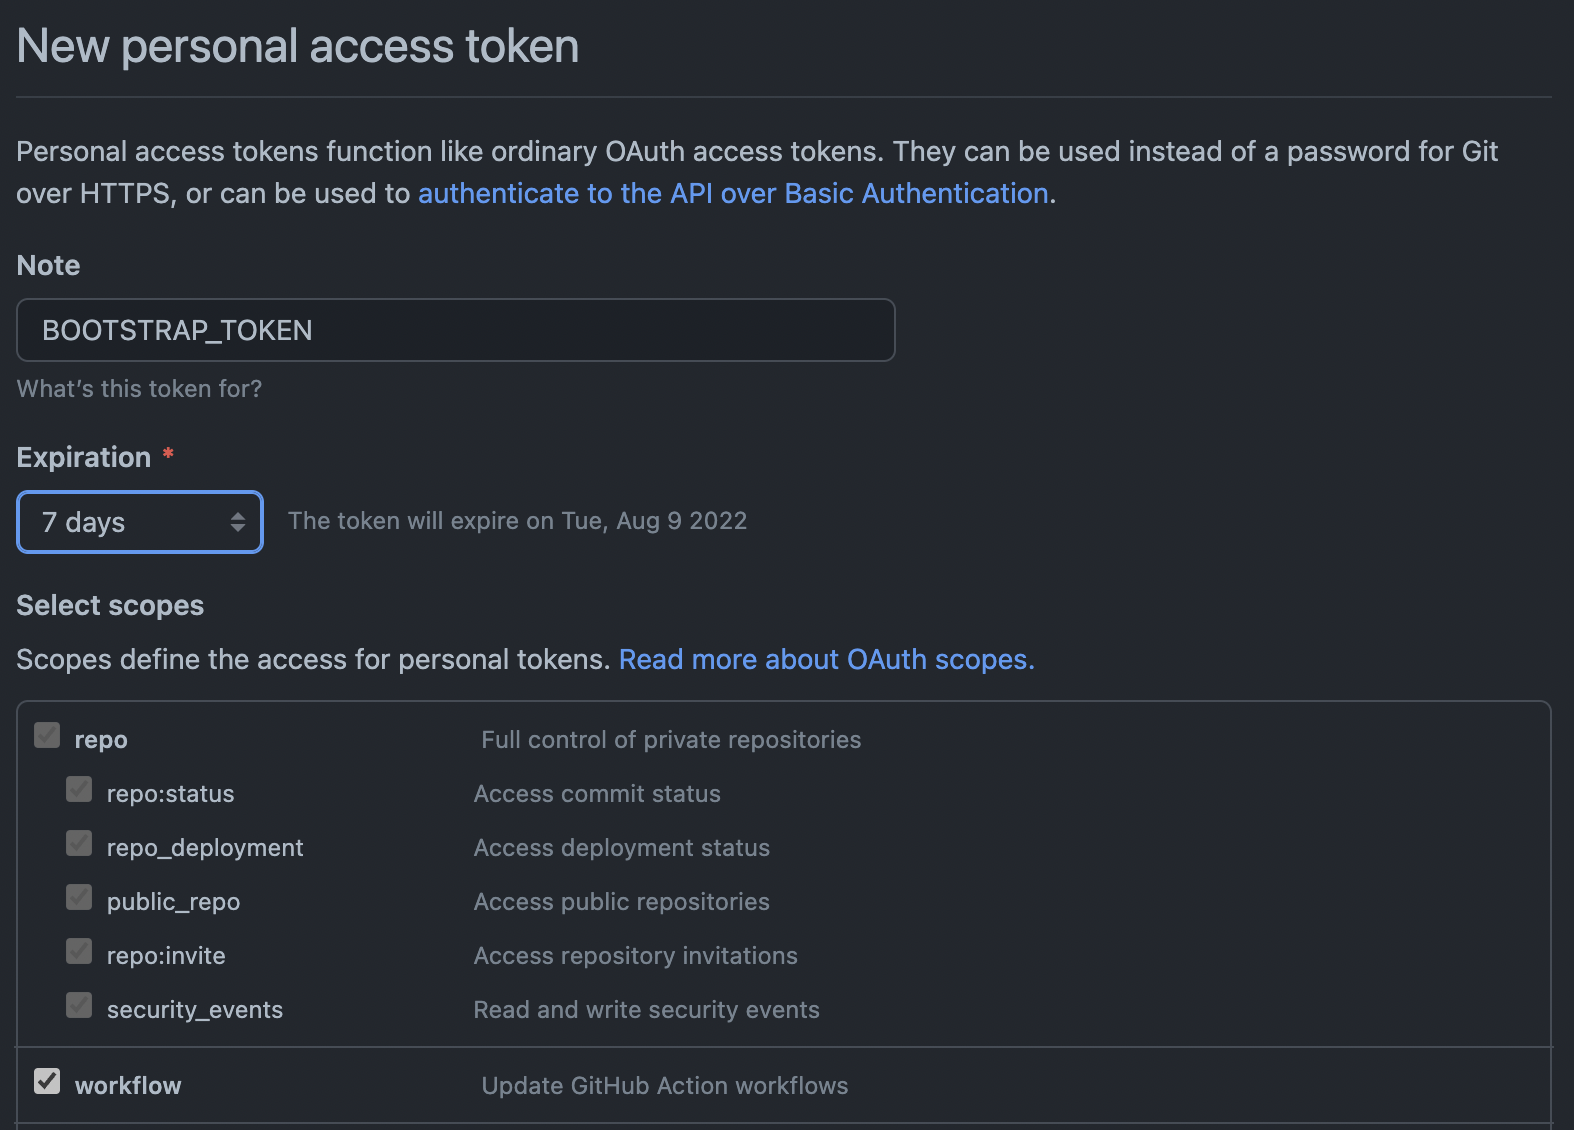 New personal access token
Personal access tokens function like ordinary OAuth access tokens. They can be used instead of a password for Git
over HTTPS, or can be used to authenticate to the API over Basic Authentication.
Note
BOOTSTRAP_TOKEN
What's this token for?
Expiration *
7 days The token will expire on Tue, Aug 9 2022
Select scopes
Scopes define the access for personal tokens. Read more about OAuth scopes.
repo Full control of private repositories
repo:status Access commit status
repo_deployment Access deployment status
public_repo Access public repositories
repo:invite Access repository invitations
security_events Read and write security events
workflow Update GitHub Action workflows